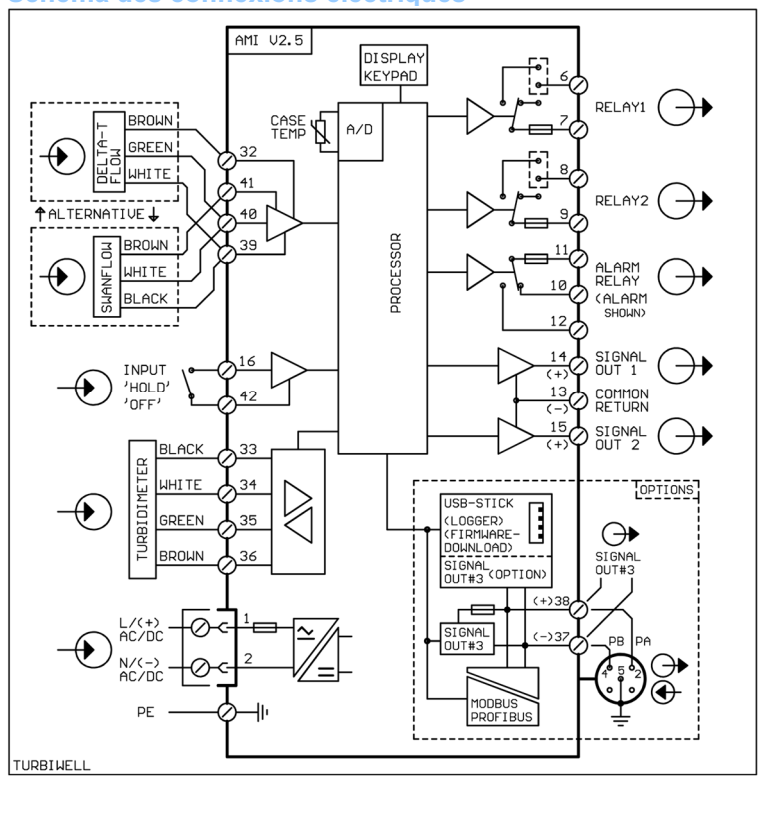 Schéma des connexions électriques
AMI V2.5
DISPLAY
KEYPAD
CASE
TEMP
A/D
PROCESSOR
DELTA-T
FLOW
BROWN
GREEN
WHITE
ALTERNATIVE
SWANFLOW
BROWN
WHITE
BLACK
32
41
40
39
INPUT
'HOLD'
'OFF'
16
42
TURBIDIMETER
BLACK
WHITE
GREEN
BROWN
33
34
35
36
L/(+)
AC/DC
N/(-)
AC/DC
1
2
PE
6
7
RELAY1
8
9
RELAY2
11
10
12
ALARM
RELAY
(ALARM
SHOWN)
14
(+)
SIGNAL
OUT 1
13
(-)
COMMON
RETURN
15
(+)
SIGNAL
OUT 2
OPTIONS
USB-STICK
(LOGGER)
(FIRMWARE-
DOWNLOAD)
SIGNAL
OUT#3 (OPTION)
SIGNAL
OUT#3
(+)38
(-)37
SIGNAL
OUT#3
PB PA
4 5 2
MODBUS
PROFIBUS
TURBIWELL